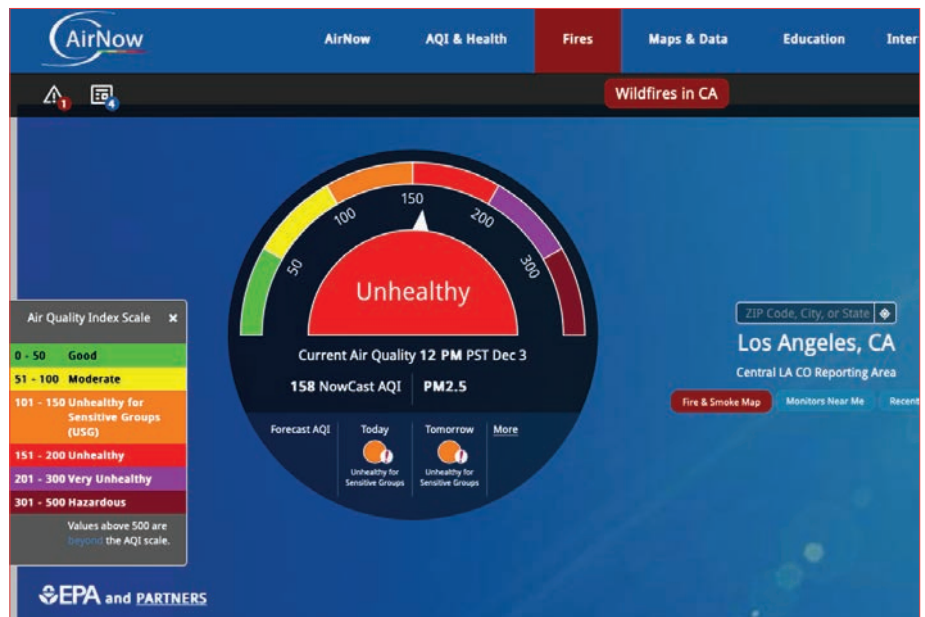 AirNow
AirNow AQI & Health Fires Maps & Data Education Inter
1 4 Wildfires in CA
50 100 150 200 300
Unhealthy
Current Air Quality 12 PM PST Dec 3
158 NowCast AQI PM2.5
Forecast AQI Today Tomorrow More
! !
Unhealthy for Unhealthy for
Sensitive Groups Sensitive Groups
Air Quality Index Scale ×
0 - 50 Good
51 - 100 Moderate
101 - 150 Unhealthy for
Sensitive Groups
(USG)
151 - 200 Unhealthy
201 - 300 Very Unhealthy
301 - 500 Hazardous
Values above 500 are
beyond the AQI scale.
ZIP Code, City, or State
Los Angeles, CA
Central LA CO Reporting Area
Fire & Smoke Map Monitors Near Me Recent
EPA and PARTNERS